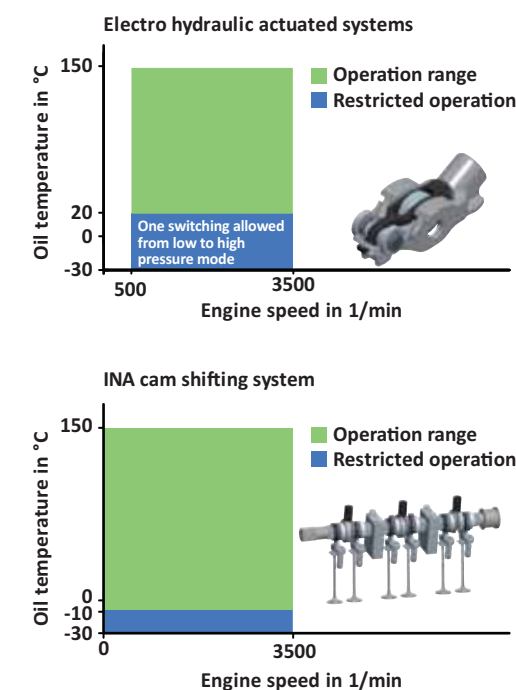 Electro hydraulic actuated systems
Oil temperature in °C
150
20
0
-30
Operation range
Restricted operation
One switching allowed
from low to high
pressure mode
500
3500
Engine speed in 1/min
INA cam shifting system
Oil temperature in °C
150
0
-10
-30
Operation range
Restricted operation
0
3500
Engine speed in 1/min